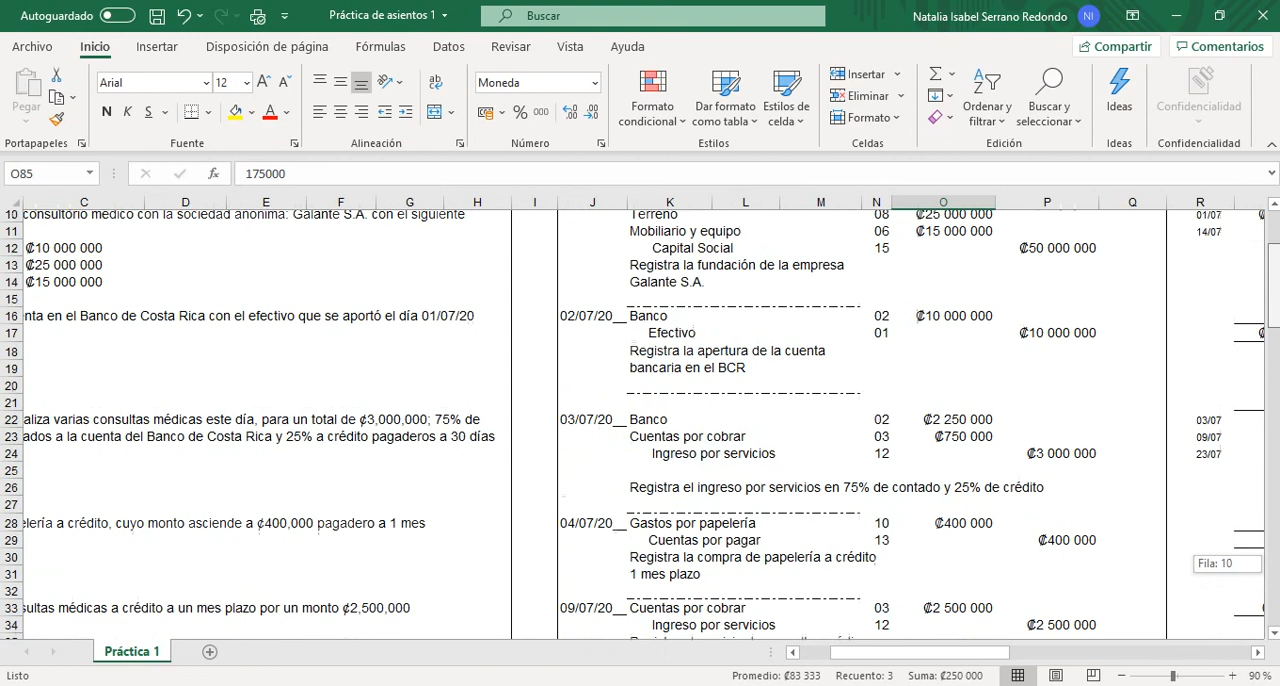 Autoguardado Práctica de asientos 1 Buscar Natalia Isabel Serrano Redondo NI
Archivo Inicio Insertar Disposición de página Fórmulas Datos Revisar Vista Ayuda Compartir Comentarios
Pegar Arial 12 Moneda Formato condicional Dar formato como tabla Estilos de celda Insertar Eliminar Formato Ordenar y filtrar Buscar y seleccionar Ideas Confidencialidad
Portapapeles Fuente Alineación Número Estilos Celdas Edición Ideas Confidencialidad
O85 fx 175000
C D E F G H I J K L M N O P Q R
10 consultorio médico con la sociedad anónima: Galante S.A. con el siguiente Terreno 08 ₡25 000 000 01/07
11 Mobiliario y equipo 06 ₡15 000 000 14/07
12 ₡10 000 000 Capital Social 15 ₡50 000 000
13 ₡25 000 000 Registra la fundación de la empresa
14 ₡15 000 000 Galante S.A.
15
16 nta en el Banco de Costa Rica con el efectivo que se aportó el día 01/07/20 02/07/20__ Banco 02 ₡10 000 000
17 Efectivo 01 ₡10 000 000
18 Registra la apertura de la cuenta
19 bancaria en el BCR
20
21
22 aliza varias consultas médicas este día, para un total de ¢3,000,000; 75% de 03/07/20__ Banco 02 ₡2 250 000 03/07
23 ados a la cuenta del Banco de Costa Rica y 25% a crédito pagaderos a 30 días Cuentas por cobrar 03 ₡750 000 09/07
24 Ingreso por servicios 12 ₡3 000 000 23/07
25
26 Registra el ingreso por servicios en 75% de contado y 25% de crédito
27
28 elería a crédito, cuyo monto asciende a ¢400,000 pagadero a 1 mes 04/07/20__ Gastos por papelería 10 ₡400 000
29 Cuentas por pagar 13 ₡400 000
30 Registra la compra de papelería a crédito Fila: 10
31 1 mes plazo
32
33 sultas médicas a crédito a un mes plazo por un monto ¢2,500,000 09/07/20__ Cuentas por cobrar 03 ₡2 500 000
34 Ingreso por servicios 12 ₡2 500 000
Práctica 1
Listo Promedio: ₡83 333 Recuento: 3 Suma: ₡250 000 90 %